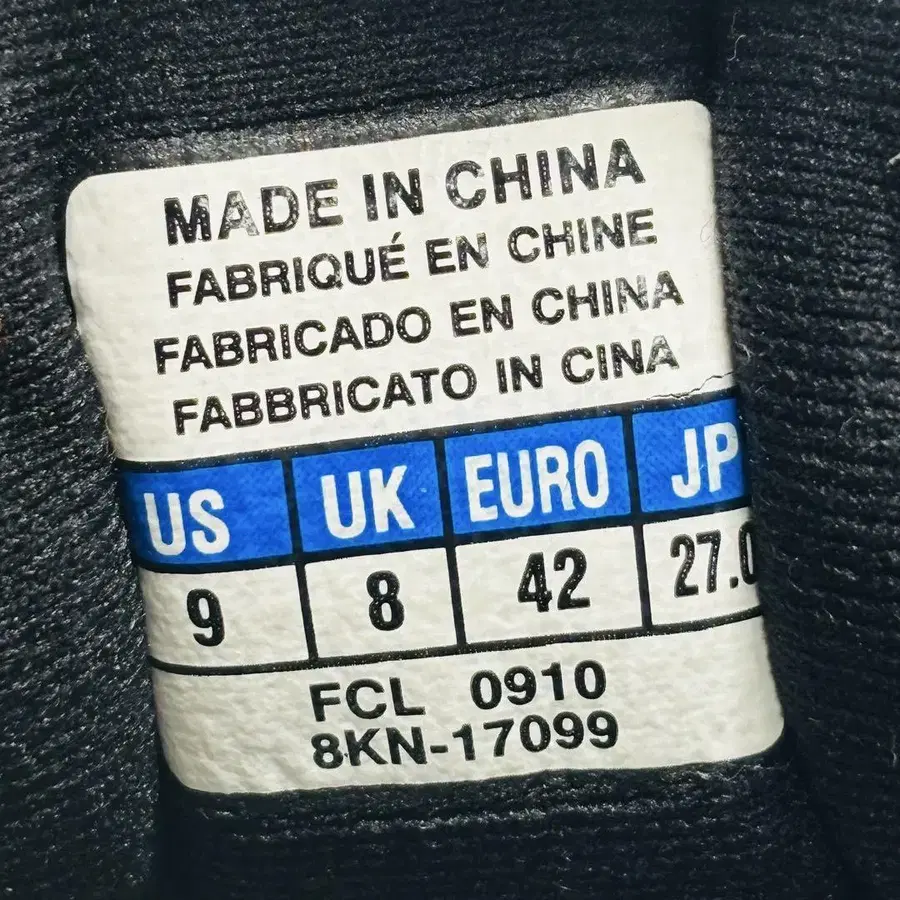 MADE IN CHINA
FABRIQUÉ EN CHINE
FABRICADO EN CHINA
FABBRICATO IN CINA
US UK EURO JP
9 8 42 27.0
FCL 0910
8KN-17099